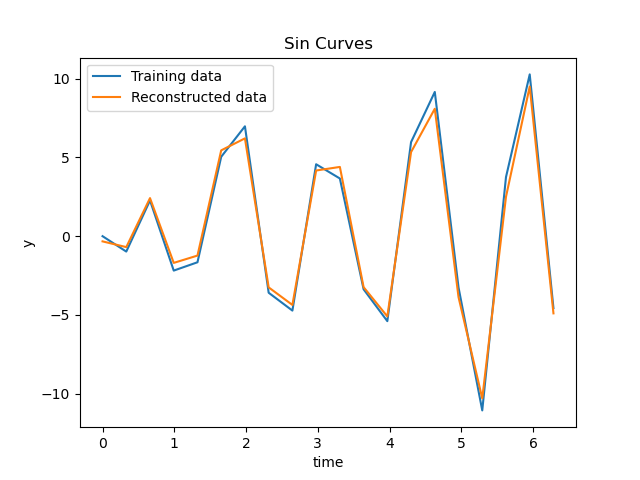 Sin Curves
Training data
Reconstructed data
10
5
0
−5
−10
y
0 1 2 3 4 5 6
time